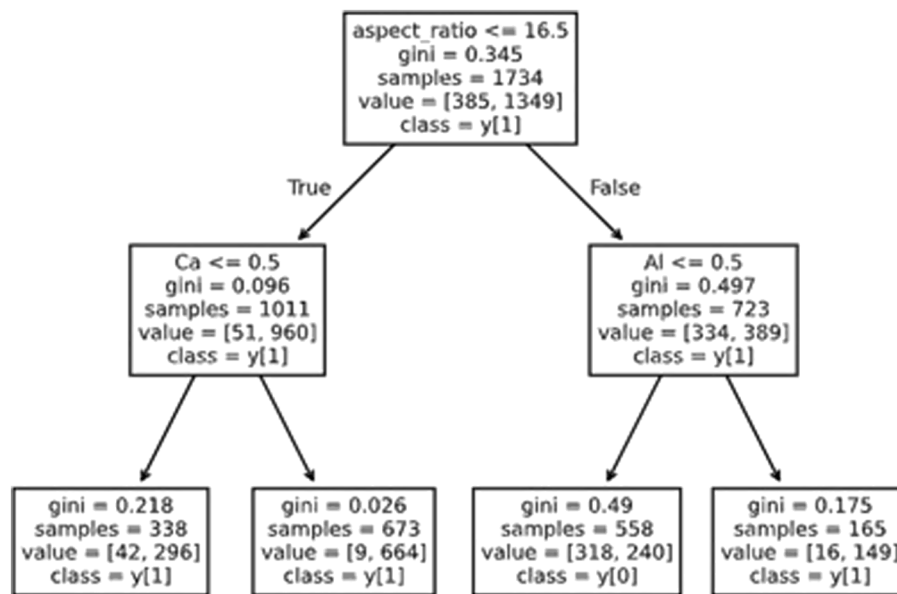 aspect_ratio <= 16.5
gini = 0.345
samples = 1734
value = [385, 1349]
class = y[1]
True
False
Ca <= 0.5
gini = 0.096
samples = 1011
value = [51, 960]
class = y[1]
Al <= 0.5
gini = 0.497
samples = 723
value = [334, 389]
class = y[1]
gini = 0.218
samples = 338
value = [42, 296]
class = y[1]
gini = 0.026
samples = 673
value = [9, 664]
class = y[1]
gini = 0.49
samples = 558
value = [318, 240]
class = y[0]
gini = 0.175
samples = 165
value = [16, 149]
class = y[1]